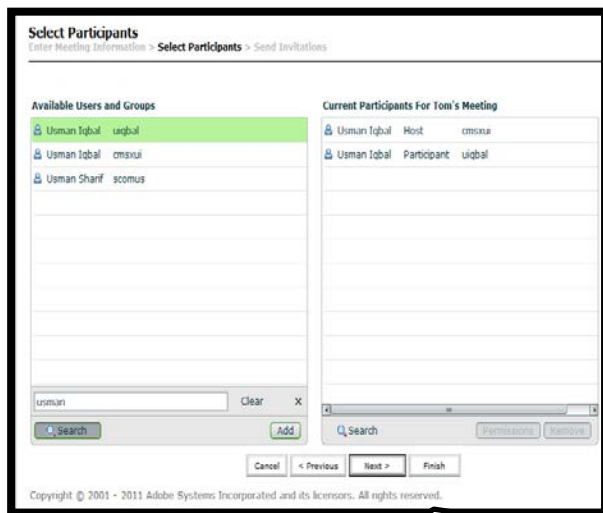 Select Participants
Enter Meeting Information > Select Participants > Send Invitations
Available Users and Groups
Usman Iqbal uiqbal
Usman Iqbal cmsxui
Usman Sharif scomus
usman Clear X
Search Add
Current Participants For Tom's Meeting
Usman Iqbal Host cmsxui
Usman Iqbal Participant uiqbal
Search Permissions Remove
Cancel < Previous Next > Finish
Copyright © 2001 - 2011 Adobe Systems Incorporated and its licensors. All rights reserved.